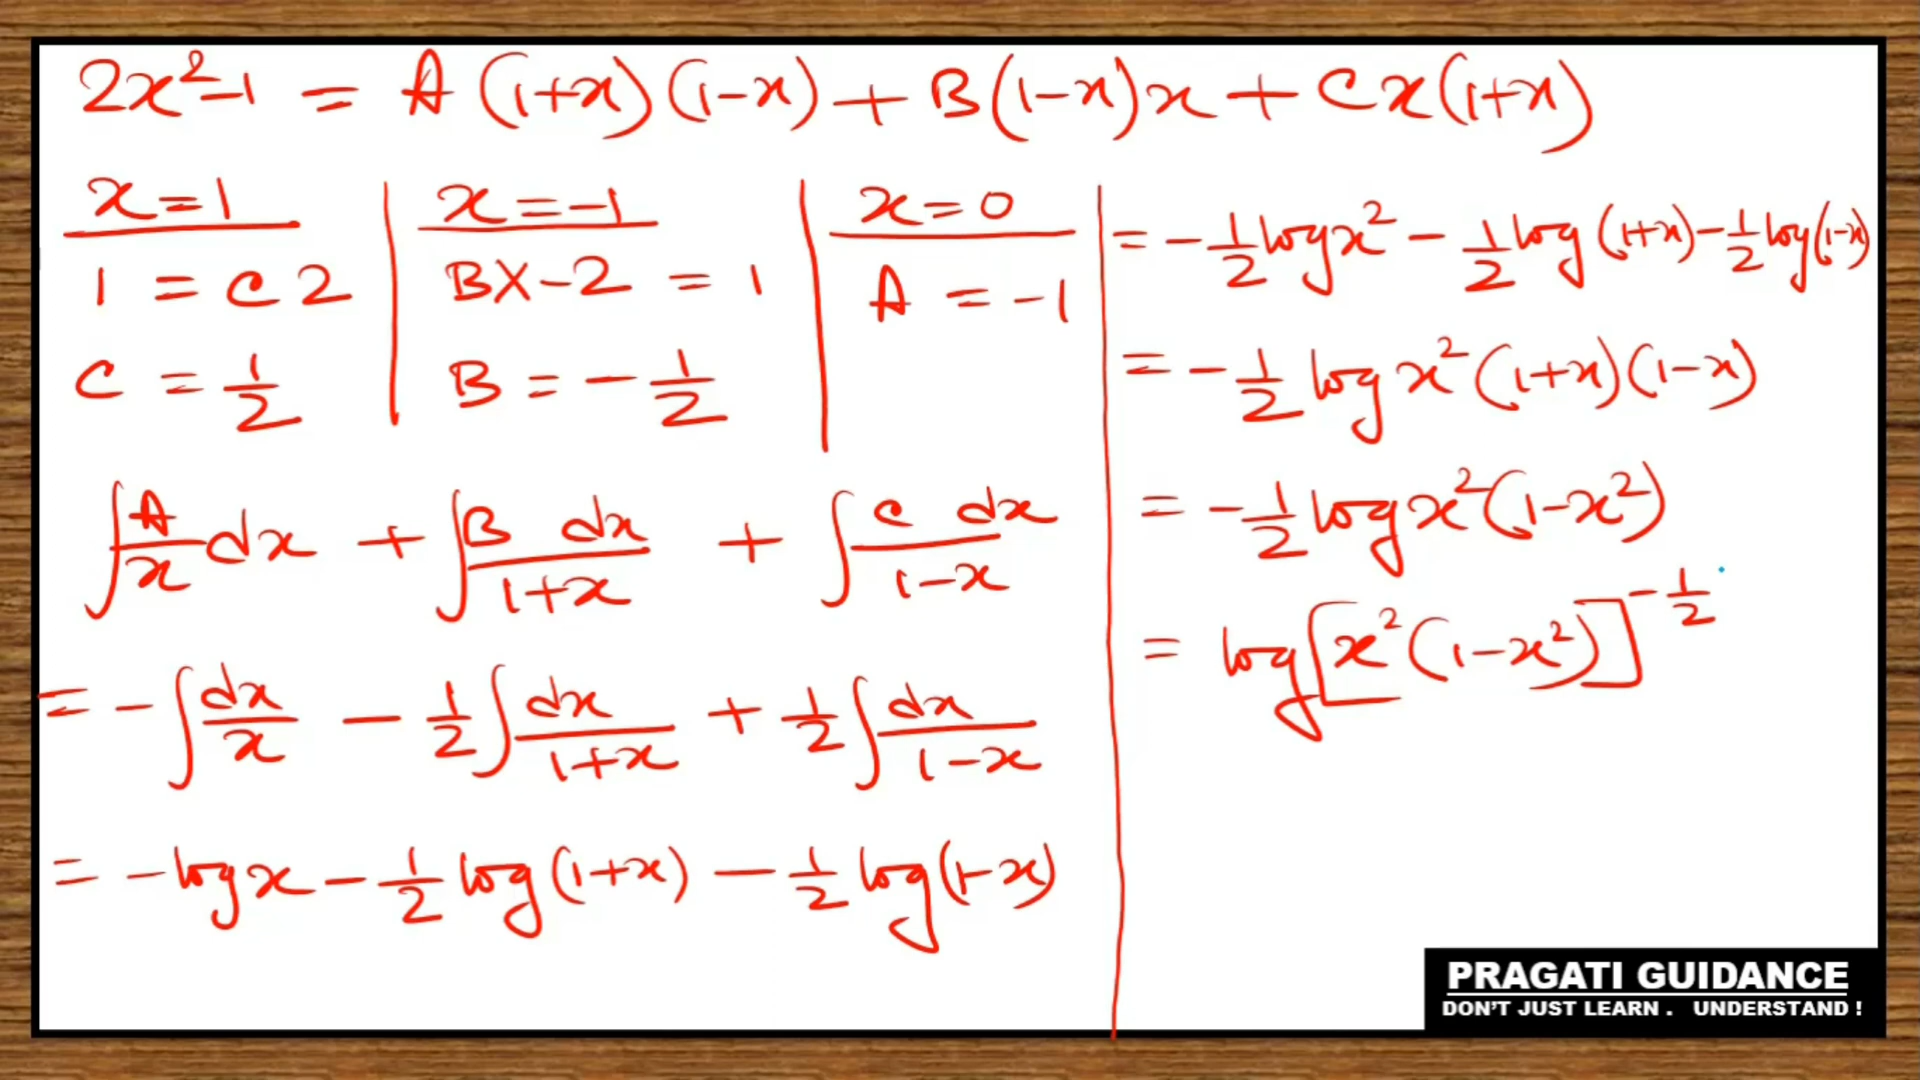 2x²-1 = A(1+x)(1-x) + B(1-x)x + Cx(1+x)
x=1
1 = C2
C = 1/2
x=-1
BX-2 = 1
B = -1/2
x=0
A = -1
∫A/x dx + ∫B dx/1+x + ∫C dx/1-x
= -∫dx/x - 1/2∫dx/1+x + 1/2∫dx/1-x
= -logx - 1/2 log(1+x) - 1/2 log(1-x)
= -1/2 logx² - 1/2 log(1+x) - 1/2 log(1-x)
= -1/2 log x²(1+x)(1-x)
= -1/2 log x²(1-x²)
= log[x²(1-x²)]^-1/2
PRAGATI GUIDANCE
DON'T JUST LEARN . UNDERSTAND !